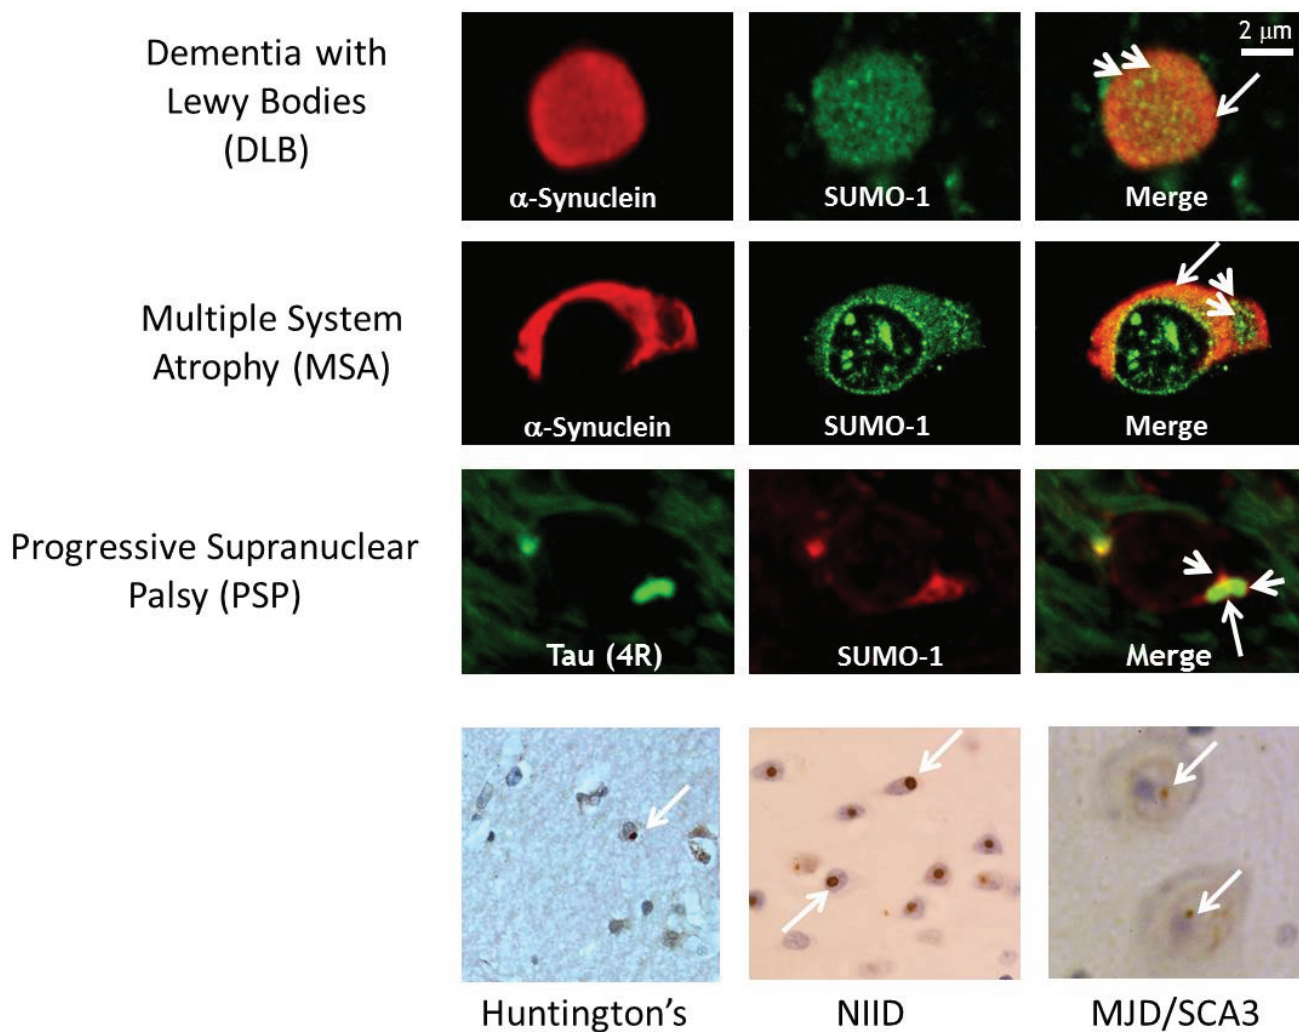 Dementia with
Lewy Bodies
(DLB)
α-Synuclein
SUMO-1
Merge
2 μm
Multiple System
Atrophy (MSA)
α-Synuclein
SUMO-1
Merge
Progressive Supranuclear
Palsy (PSP)
Tau (4R)
SUMO-1
Merge
Huntington’s
NIID
MJD/SCA3